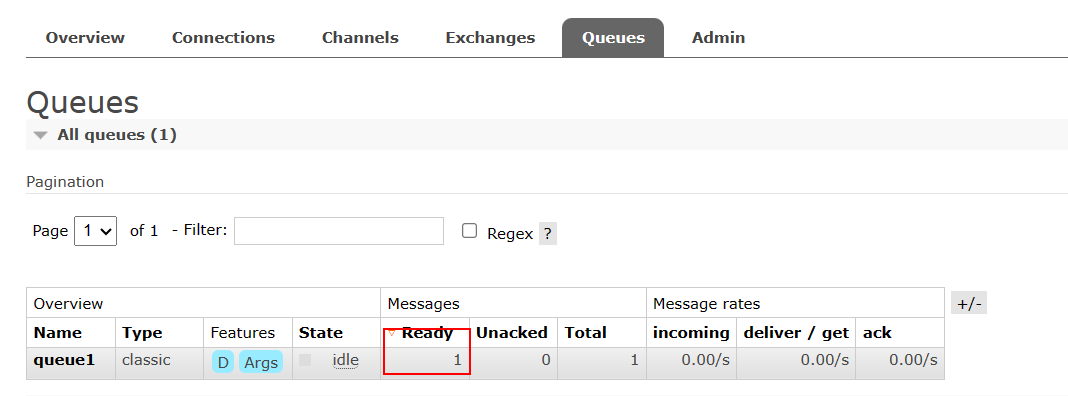 Overview Connections Channels Exchanges Queues Admin
Queues
All queues (1)
Pagination
Page 1 of 1 - Filter: Regex ?
Overview Messages Message rates +/-
Name Type Features State Ready Unacked Total incoming deliver / get ack
queue1 classic D Args idle 1 0 1 0.00/s 0.00/s 0.00/s